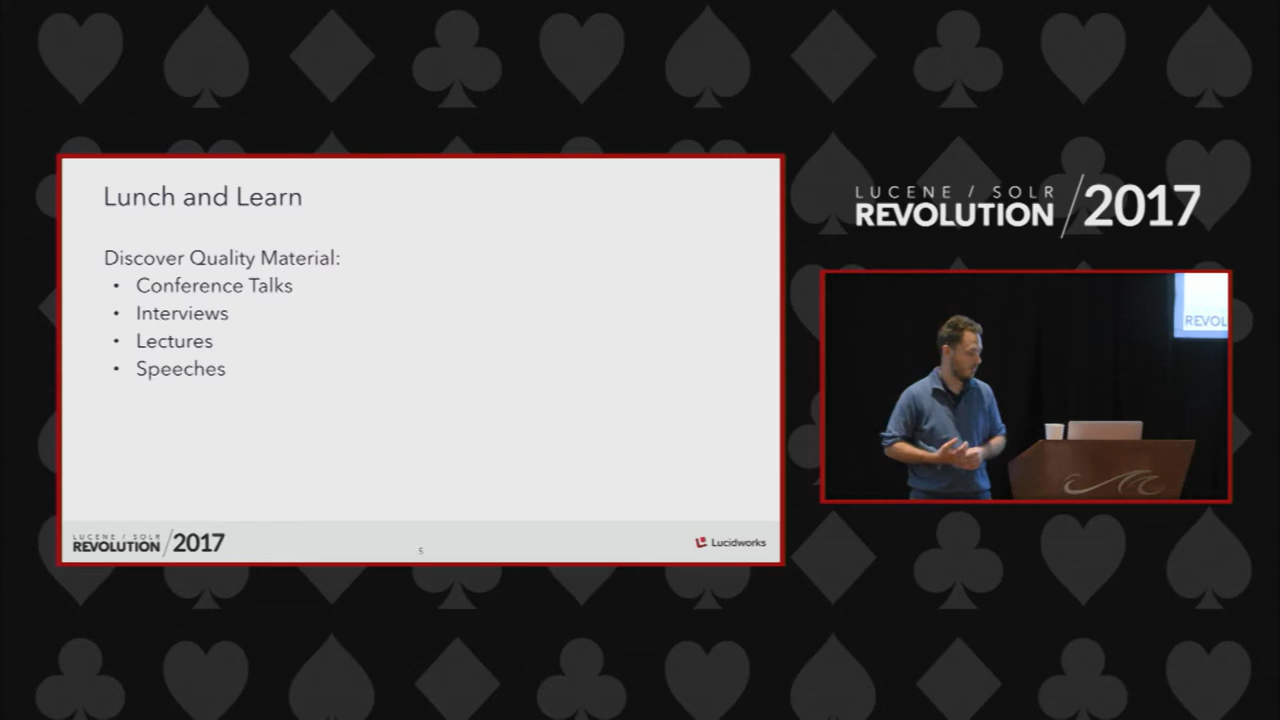 Lunch and Learn
Discover Quality Material:
• Conference Talks
• Interviews
• Lectures
• Speeches
LUCENE / SOLR
REVOLUTION / 2017
5
Lucidworks
LUCENE / SOLR
REVOLUTION / 2017
REVOL